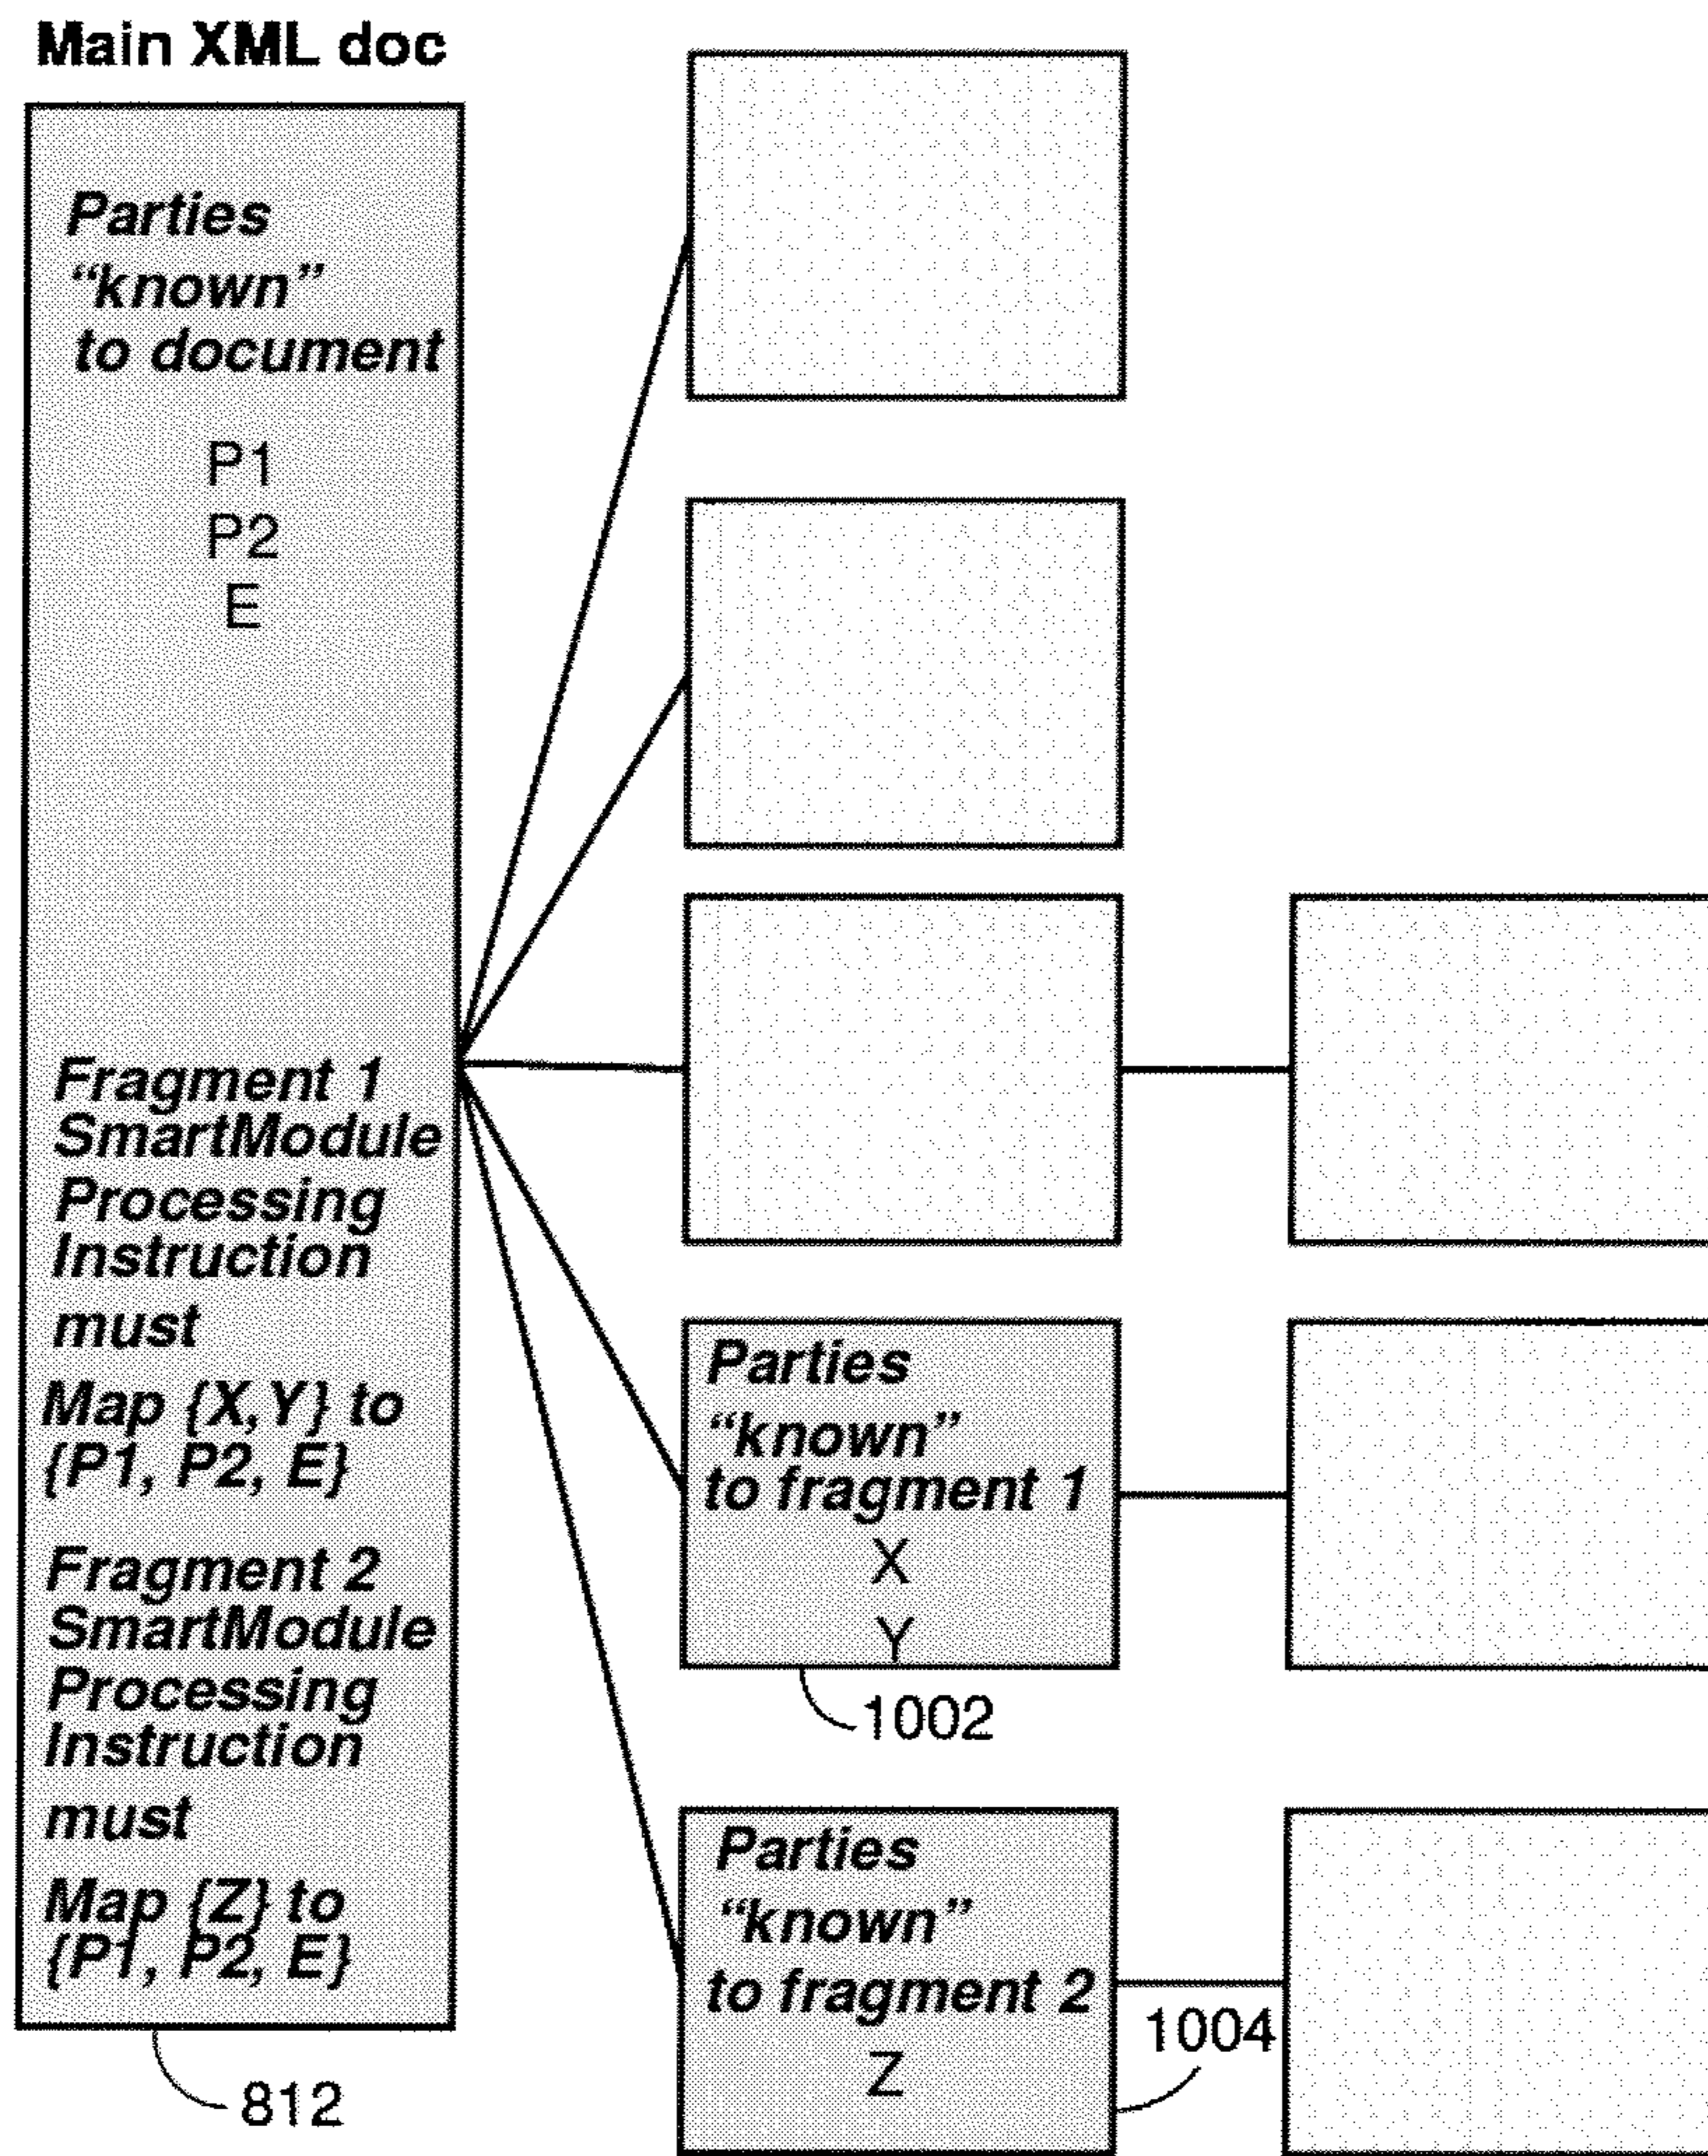 Main XML doc
Parties
“known”
to document
P1
P2
E
Fragment 1
SmartModule
Processing
Instruction
must
Map {X,Y} to
{P1, P2, E}
Fragment 2
SmartModule
Processing
Instruction
must
Map {Z} to
{P1, P2, E}
812
Parties
“known”
to fragment 1
X
Y
1002
Parties
“known”
to fragment 2
Z
1004